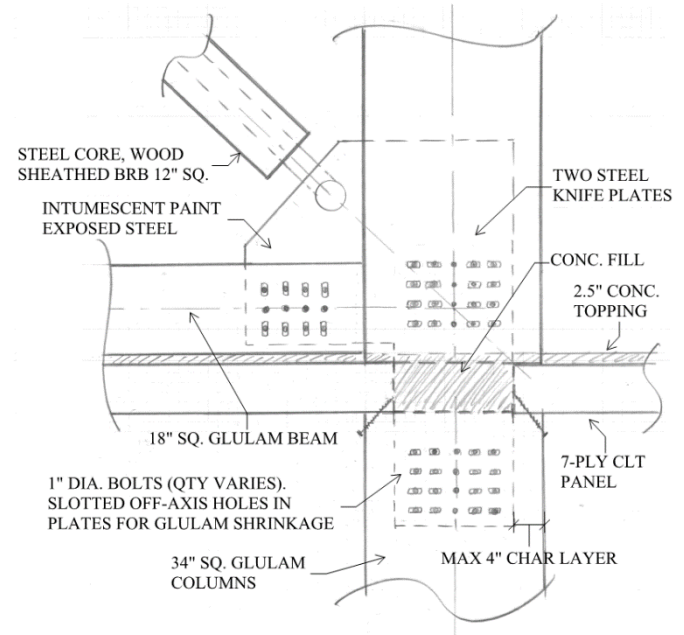 STEEL CORE, WOOD
SHEATHED BRB 12" SQ.
INTUMESCENT PAINT
EXPOSED STEEL
TWO STEEL
KNIFE PLATES
CONC. FILL
2.5" CONC.
TOPPING
18" SQ. GLULAM BEAM
7-PLY CLT
PANEL
1" DIA. BOLTS (QTY VARIES).
SLOTTED OFF-AXIS HOLES IN
PLATES FOR GLULAM SHRINKAGE
34" SQ. GLULAM
COLUMNS
MAX 4" CHAR LAYER